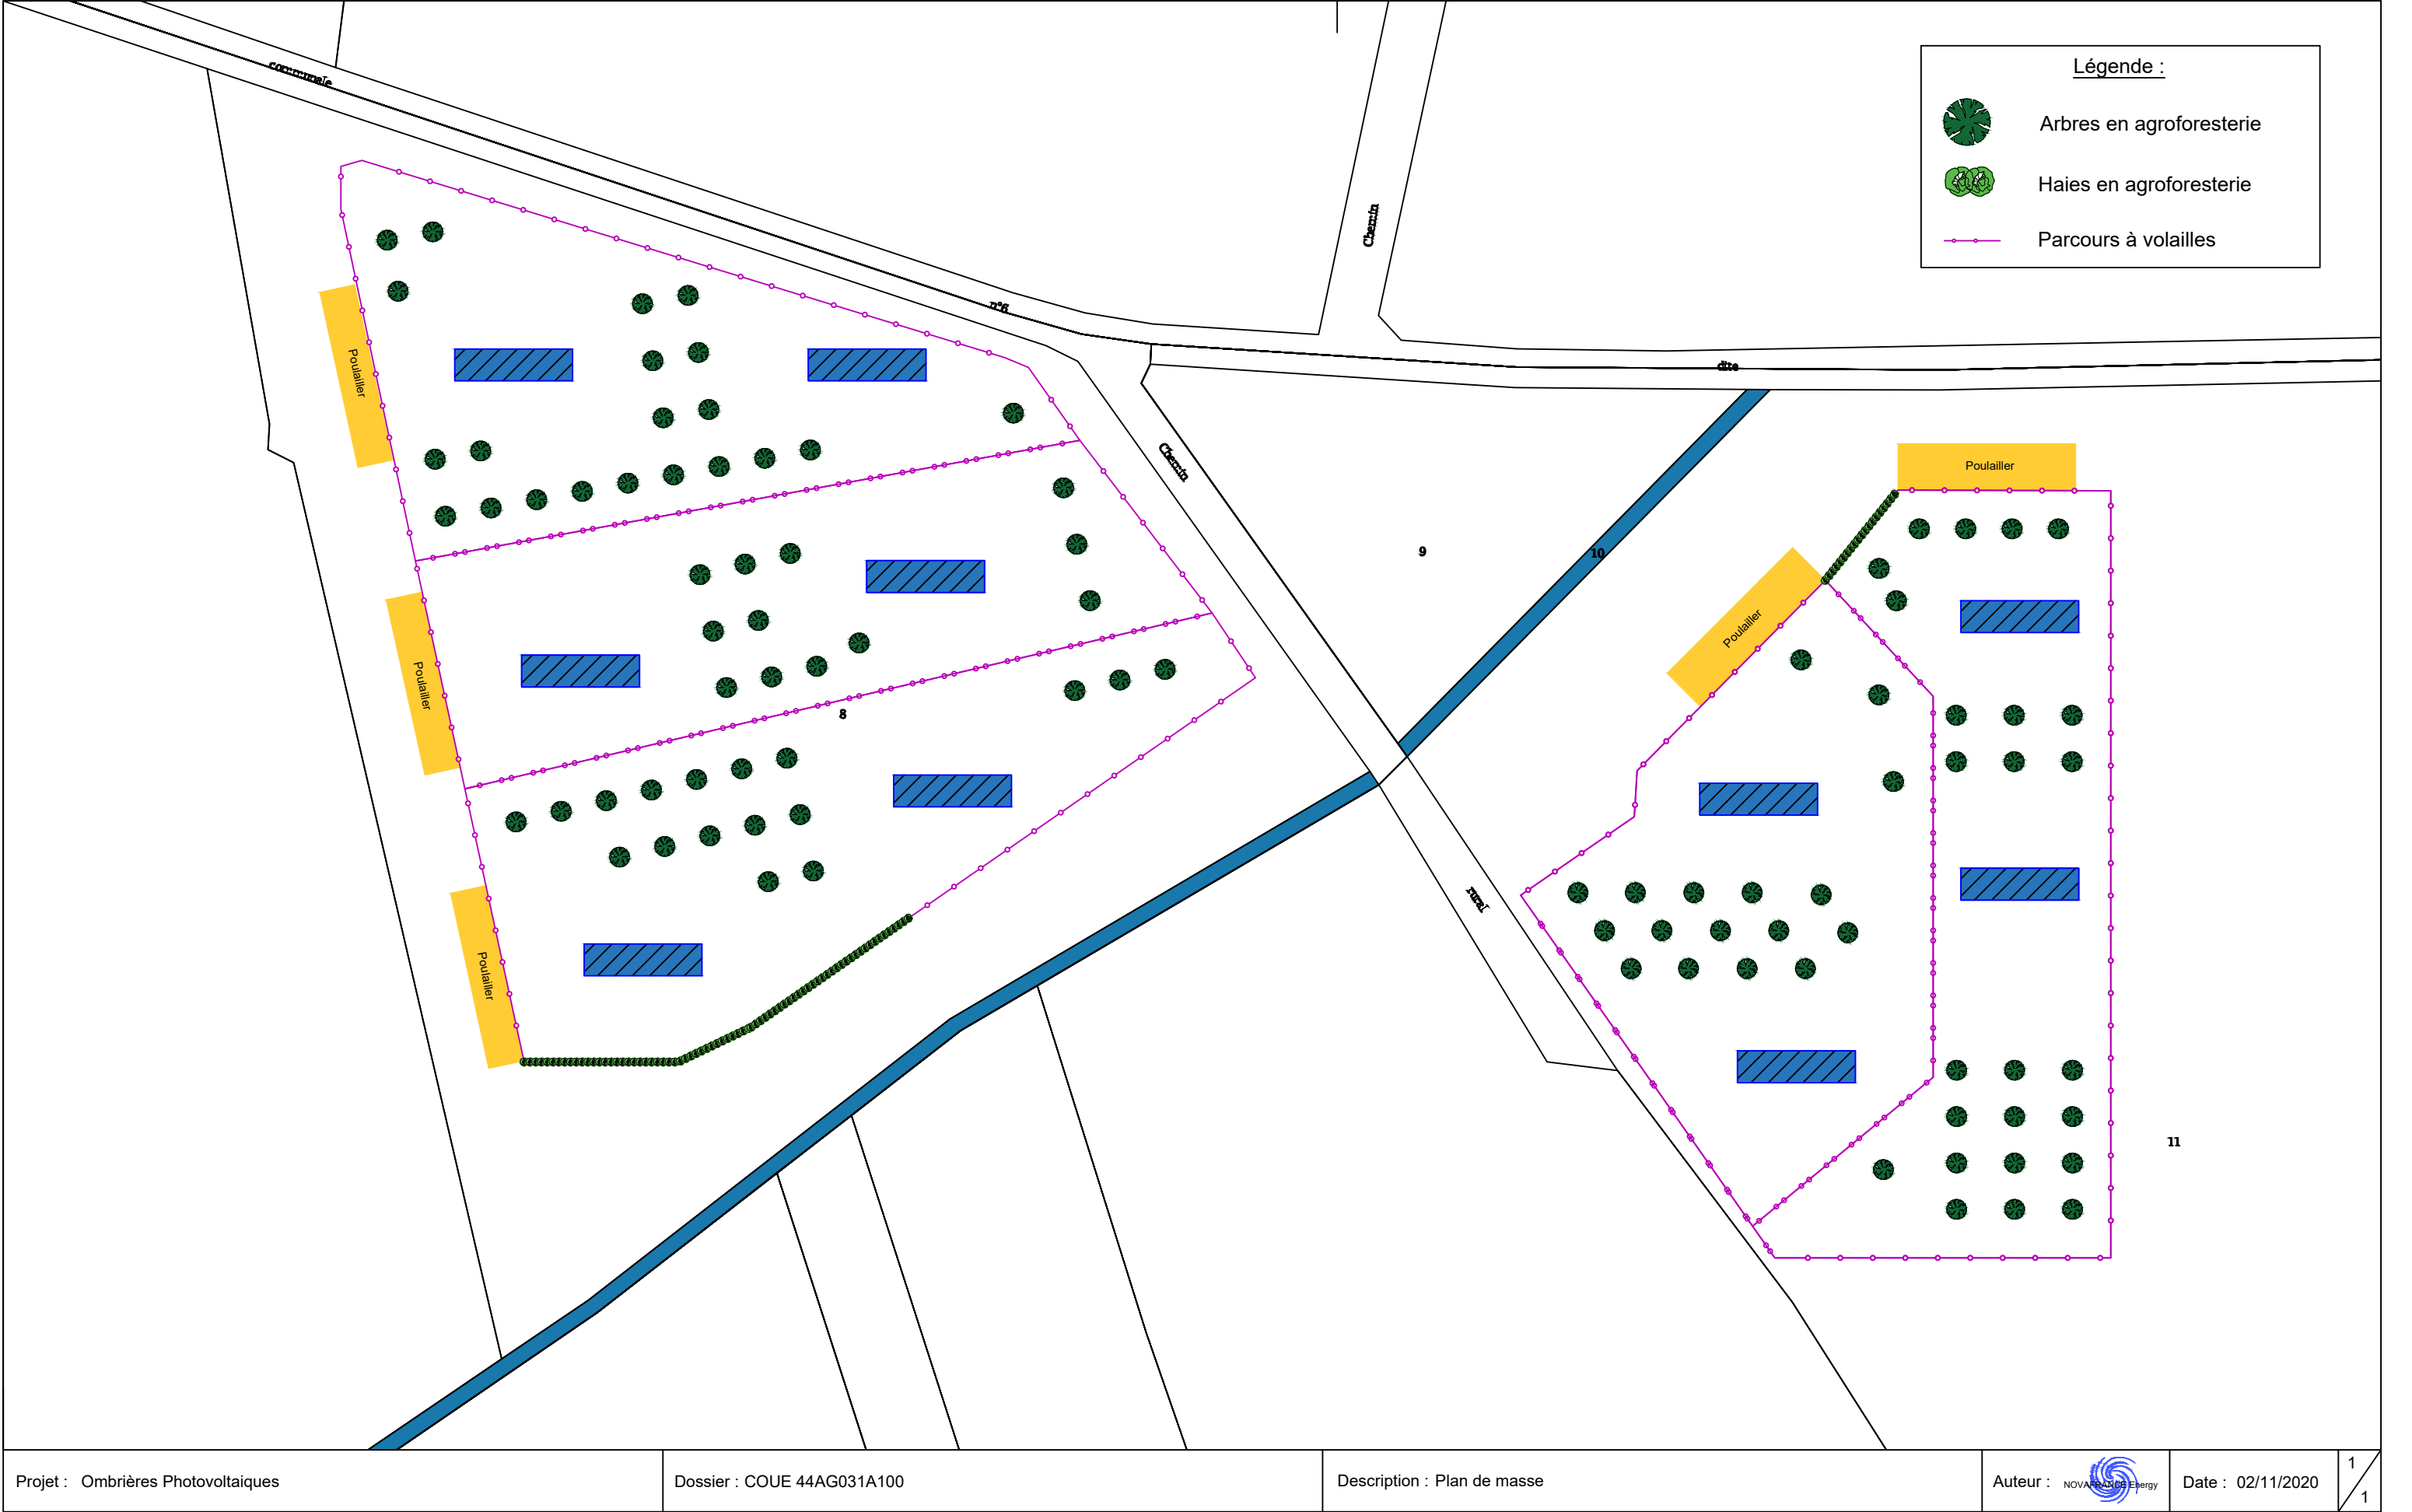 communale
Légende :
Arbres en agroforesterie
Haies en agroforesterie
Parcours à volailles
Chemin
n°6
dite
Poulailler
Chemin
Poulailler
9
10
Poulailler
Poulailler
8
rural
Poulailler
11
Projet : Ombrières Photovoltaiques
Dossier : COUE 44AG031A100
Description : Plan de masse
Auteur : NOVAFRANCE Energy
Date : 02/11/2020
1
1